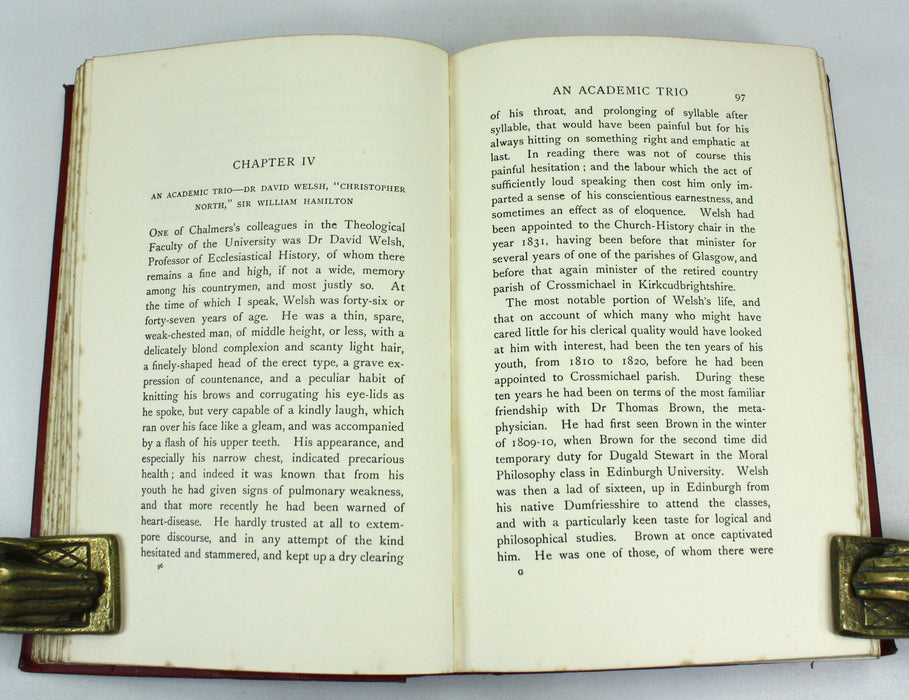 CHAPTER IV
AN ACADEMIC TRIO—DR DAVID WELSH, "CHRISTOPHER
NORTH," SIR WILLIAM HAMILTON
ONE of Chalmers's colleagues in the Theological
Faculty of the University was Dr David Welsh,
Professor of Ecclesiastical History, of whom there
remains a fine and high, if not a wide, memory
among his countrymen, and most justly so. At
the time of which I speak, Welsh was forty-six or
forty-seven years of age. He was a thin, spare,
weak-chested man, of middle height, or less, with a
delicately blond complexion and scanty light hair,
a finely-shaped head of the erect type, a grave ex-
pression of countenance, and a peculiar habit of
knitting his brows and corrugating his eye-lids as
he spoke, but very capable of a kindly laugh, which
ran over his face like a gleam, and was accompanied
by a flash of his upper teeth. His appearance, and
especially his narrow chest, indicated precarious
health; and indeed it was known that from his
youth he had given signs of pulmonary weakness,
and that more recently he had been warned of
heart-disease. He hardly trusted at all to extem-
pore discourse, and in any attempt of the kind
hesitated and stammered, and kept up a dry clearing
AN ACADEMIC TRIO 97
of his throat, and prolonging of syllable after
syllable, that would have been painful but for his
always hitting on something right and emphatic at
last. In reading there was not of course this
painful hesitation; and the labour which the act of
sufficiently loud speaking then cost him only im-
parted a sense of his conscientious earnestness, and
sometimes an effect as of eloquence. Welsh had
been appointed to the Church-History chair in the
year 1831, having been before that minister for
several years of one of the parishes of Glasgow, and
before that again minister of the retired country
parish of Crossmichael in Kirkcudbrightshire.
The most notable portion of Welsh's life, and
that on account of which many who might have
cared little for his clerical quality would have looked
at him with interest, had been the ten years of his
youth, from 1810 to 1820, before he had been
appointed to Crossmichael parish. During these
ten years he had been on terms of the most familiar
friendship with Dr Thomas Brown, the meta-
physician. He had first seen Brown in the winter
of 1809-10, when Brown for the second time did
temporary duty for Dugald Stewart in the Moral
Philosophy class in Edinburgh University. Welsh
was then a lad of sixteen, up in Edinburgh from
his native Dumfriesshire to attend the classes,
and with a particularly keen taste for logical and
philosophical studies. Brown at once captivated
him. He was one of those, of whom there were
G